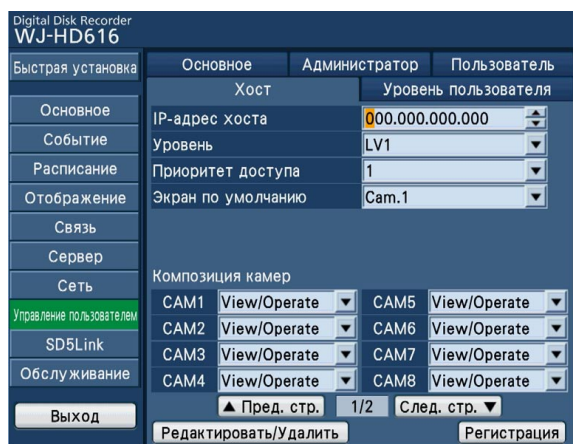 Digital Disk Recorder
WJ-HD616
Быстрая установка
Основное
Событие
Расписание
Отображение
Связь
Сервер
Сеть
Управление пользователем
SD5Link
Обслуживание
Выход
Основное Администратор Пользователь
Хост Уровень пользователя
IP-адрес хоста 000.000.000.000
Уровень LV1
Приоритет доступа 1
Экран по умолчанию Cam.1
Композиция камер
CAM1 View/Operate CAM5 View/Operate
CAM2 View/Operate CAM6 View/Operate
CAM3 View/Operate CAM7 View/Operate
CAM4 View/Operate CAM8 View/Operate
▲ Пред. стр. 1/2 След. стр. ▼
Редактировать/Удалить Регистрация